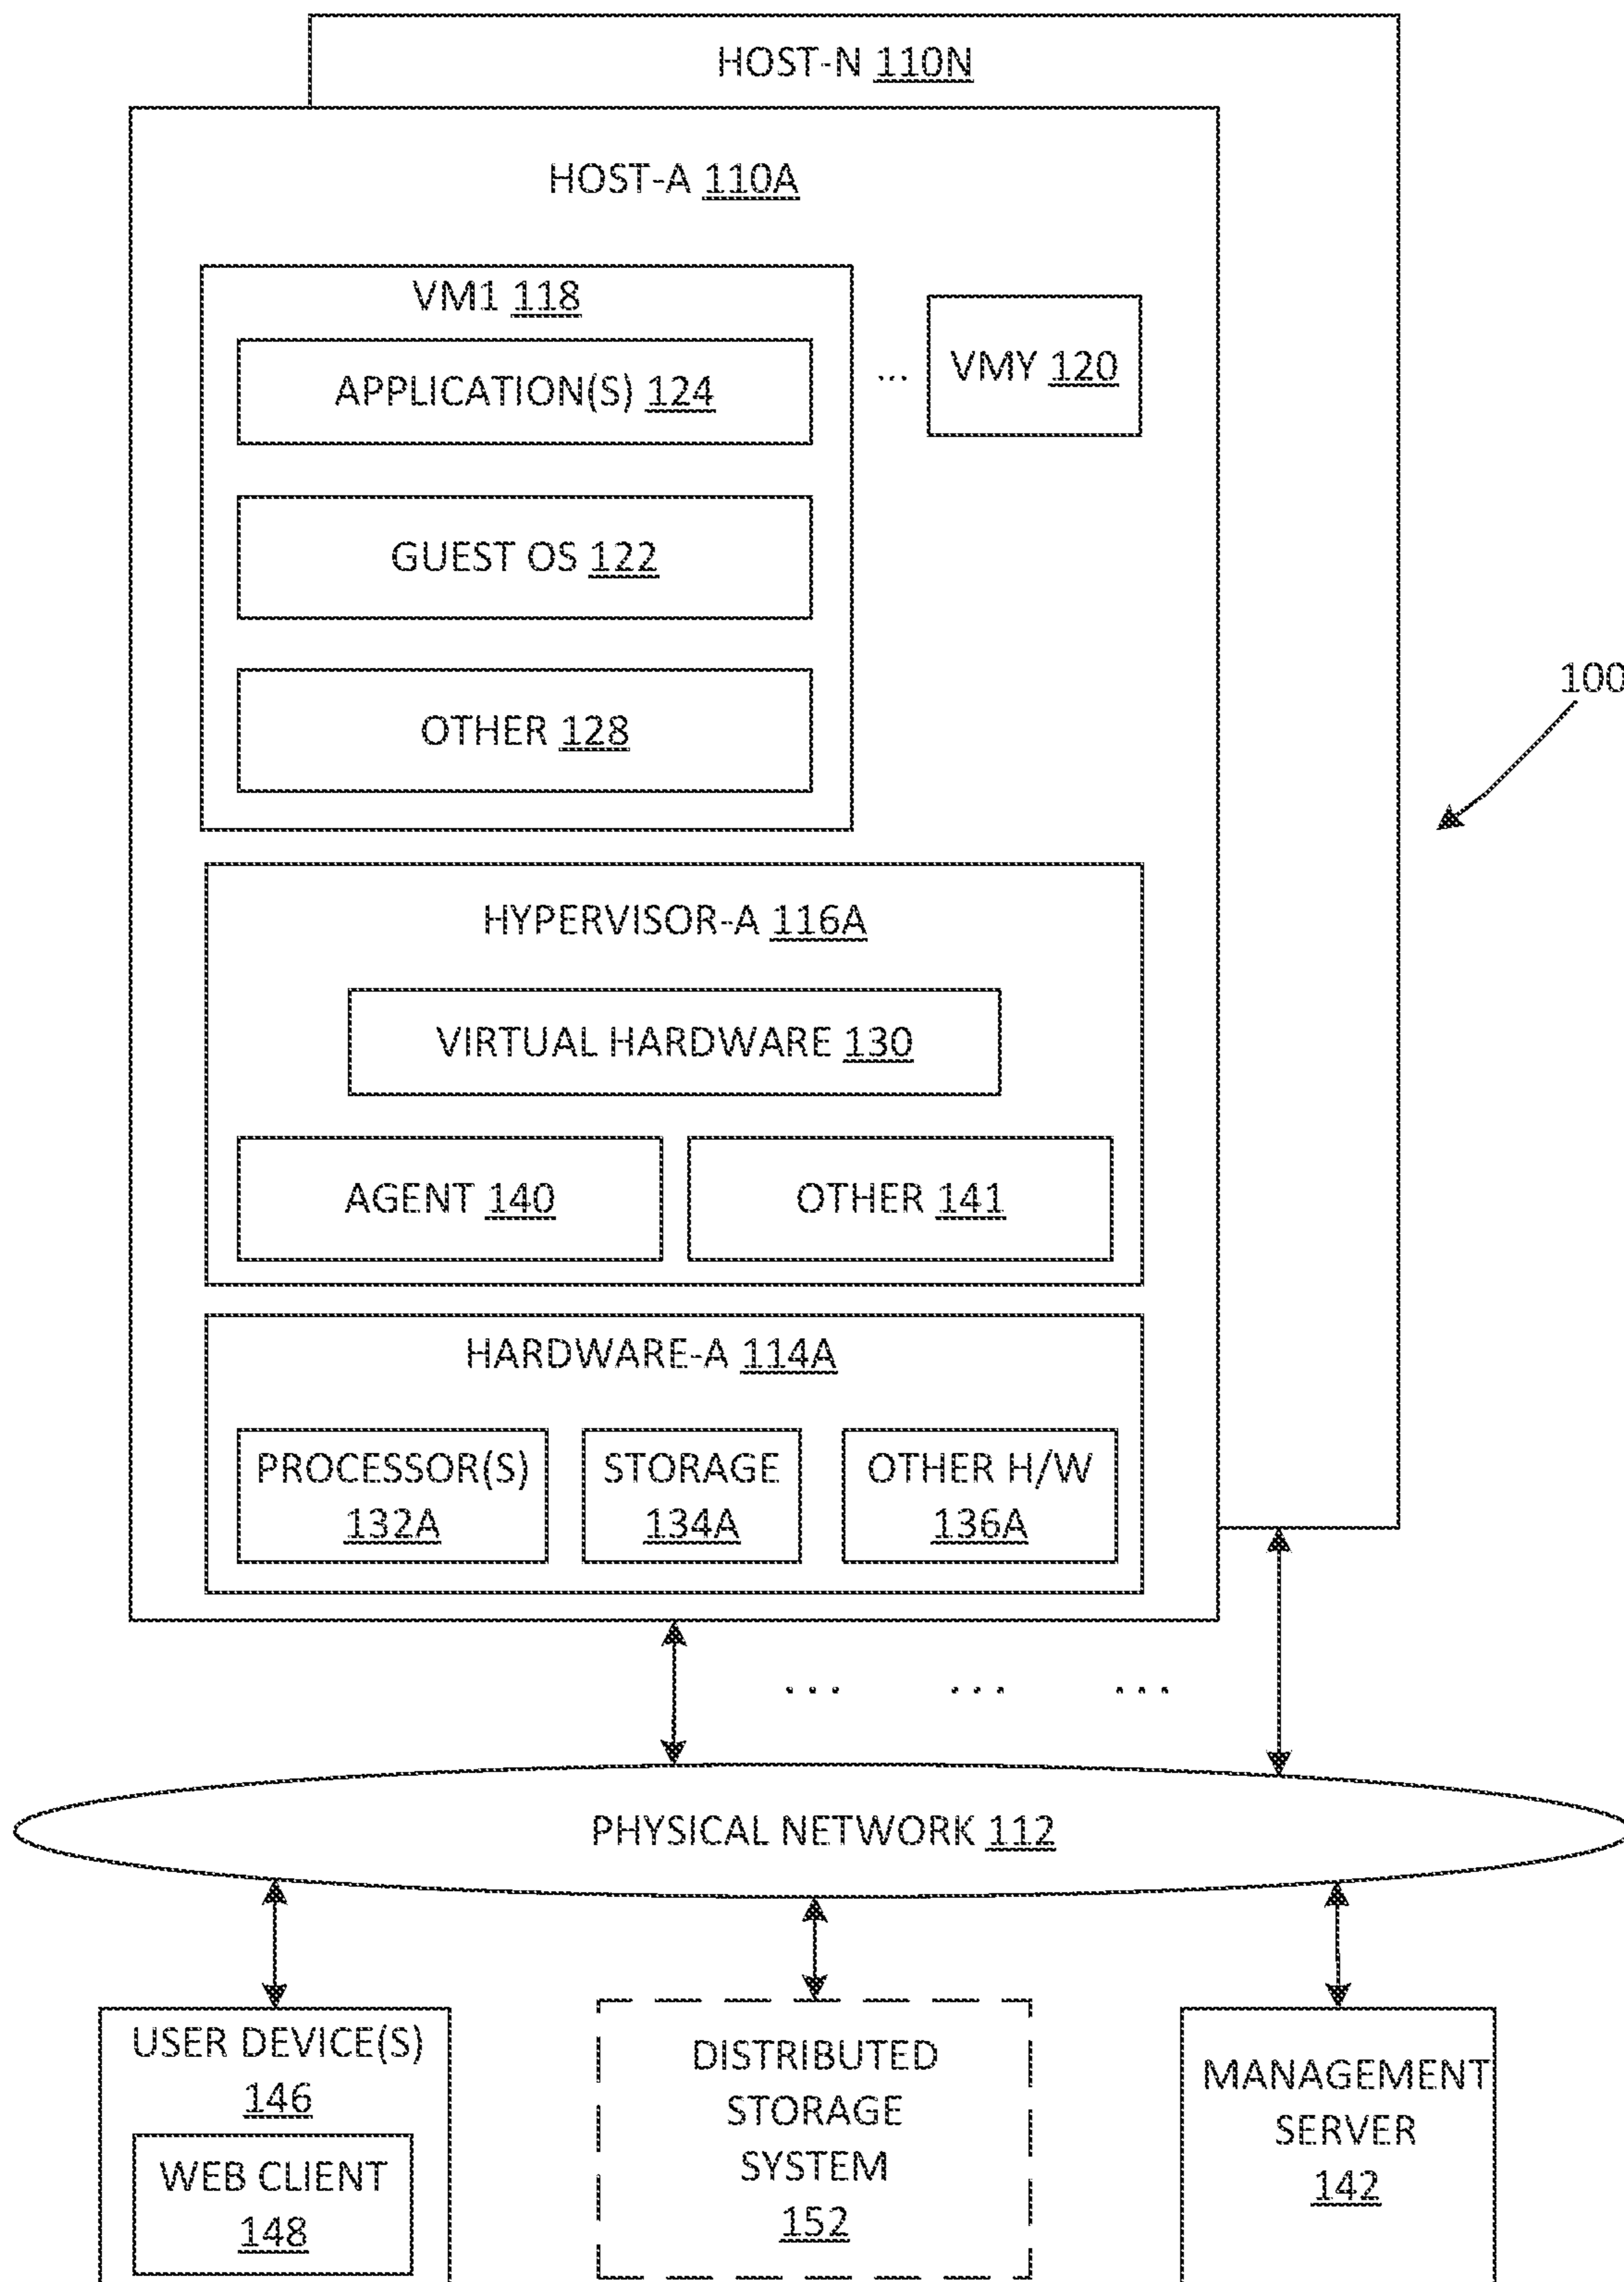 HOST-N 110N
HOST-A 110A
VM1 118
APPLICATION(S) 124
... VMY 120
GUEST OS 122
OTHER 128
100
HYPERVISOR-A 116A
VIRTUAL HARDWARE 130
AGENT 140
OTHER 141
HARDWARE-A 114A
PROCESSOR(S)
132A
STORAGE
134A
OTHER H/W
136A
... ... ...
PHYSICAL NETWORK 112
USER DEVICE(S)
146
WEB CLIENT
148
DISTRIBUTED
STORAGE
SYSTEM
152
MANAGEMENT
SERVER
142